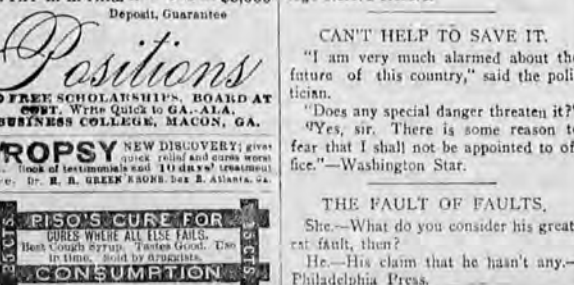 Deposit, Guarantee
Positions
FREE SCHOLARSHIPS, BOARD AT
COST. Write Quick to GA.-ALA.
BUSINESS COLLEGE, MACON, GA.
ROPSY NEW DISCOVERY; gives
quick relief and cures worst
Book of testimonials and 10 days' treatment
Dr. H. H. GREEN'S SONS. Box B. Atlanta, Ga.
25 CTS.
PISO'S CURE FOR
CURES WHERE ALL ELSE FAILS.
Best Cough Syrup. Tastes Good. Use
in time. Sold by druggists.
CONSUMPTION
25 CTS.
CAN'T HELP TO SAVE IT.
"I am very much alarmed about the
future of this country," said the poli
tician.
"Does any special danger threaten it?"
"Yes, sir. There is some reason t
fear that I shall not be appointed to of
fice."—Washington Star.
THE FAULT OF FAULTS.
She.—What do you consider his great
est fault, then?
He.—His claim that he hasn't any.—
Philadelphia Press.